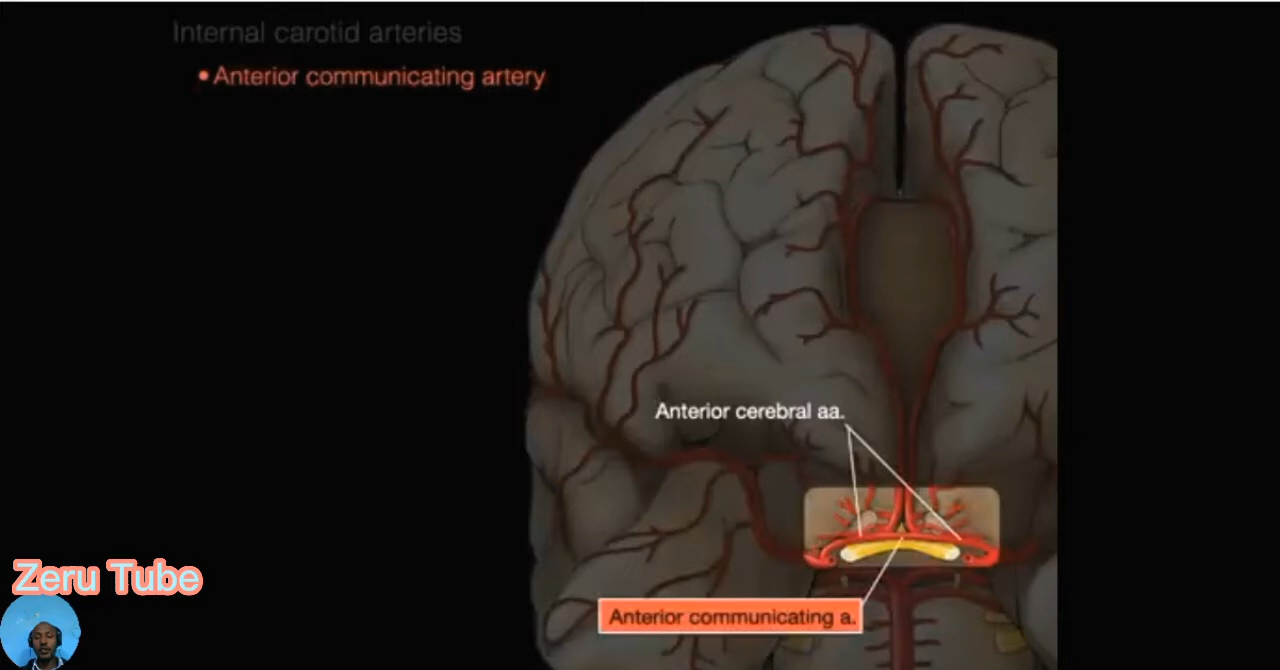 Internal carotid arteries
• Anterior communicating artery
Anterior cerebral aa.
Zeru Tube
Anterior communicating a.